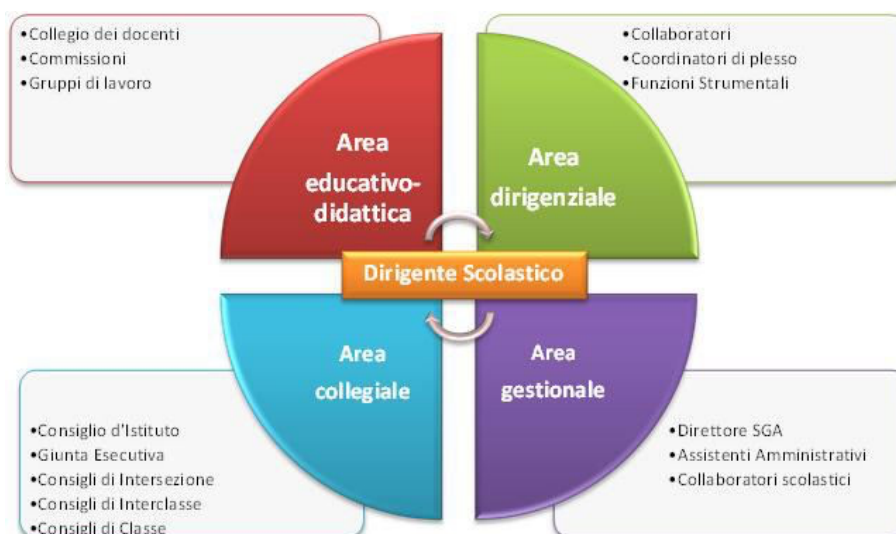 •Collegio dei docenti
•Commissioni
•Gruppi di lavoro
•Collaboratori
•Coordinatori di plesso
•Funzioni Strumentali
Area
educativo-
didattica
Area
dirigenziale
Dirigente Scolastico
Area
collegiale
Area
gestionale
•Consiglio d'Istituto
•Giunta Esecutiva
•Consigli di Intersezione
•Consigli di Interclasse
•Consigli di Classe
•Direttore SGA
•Assistenti Amministrativi
•Collaboratori scolastici